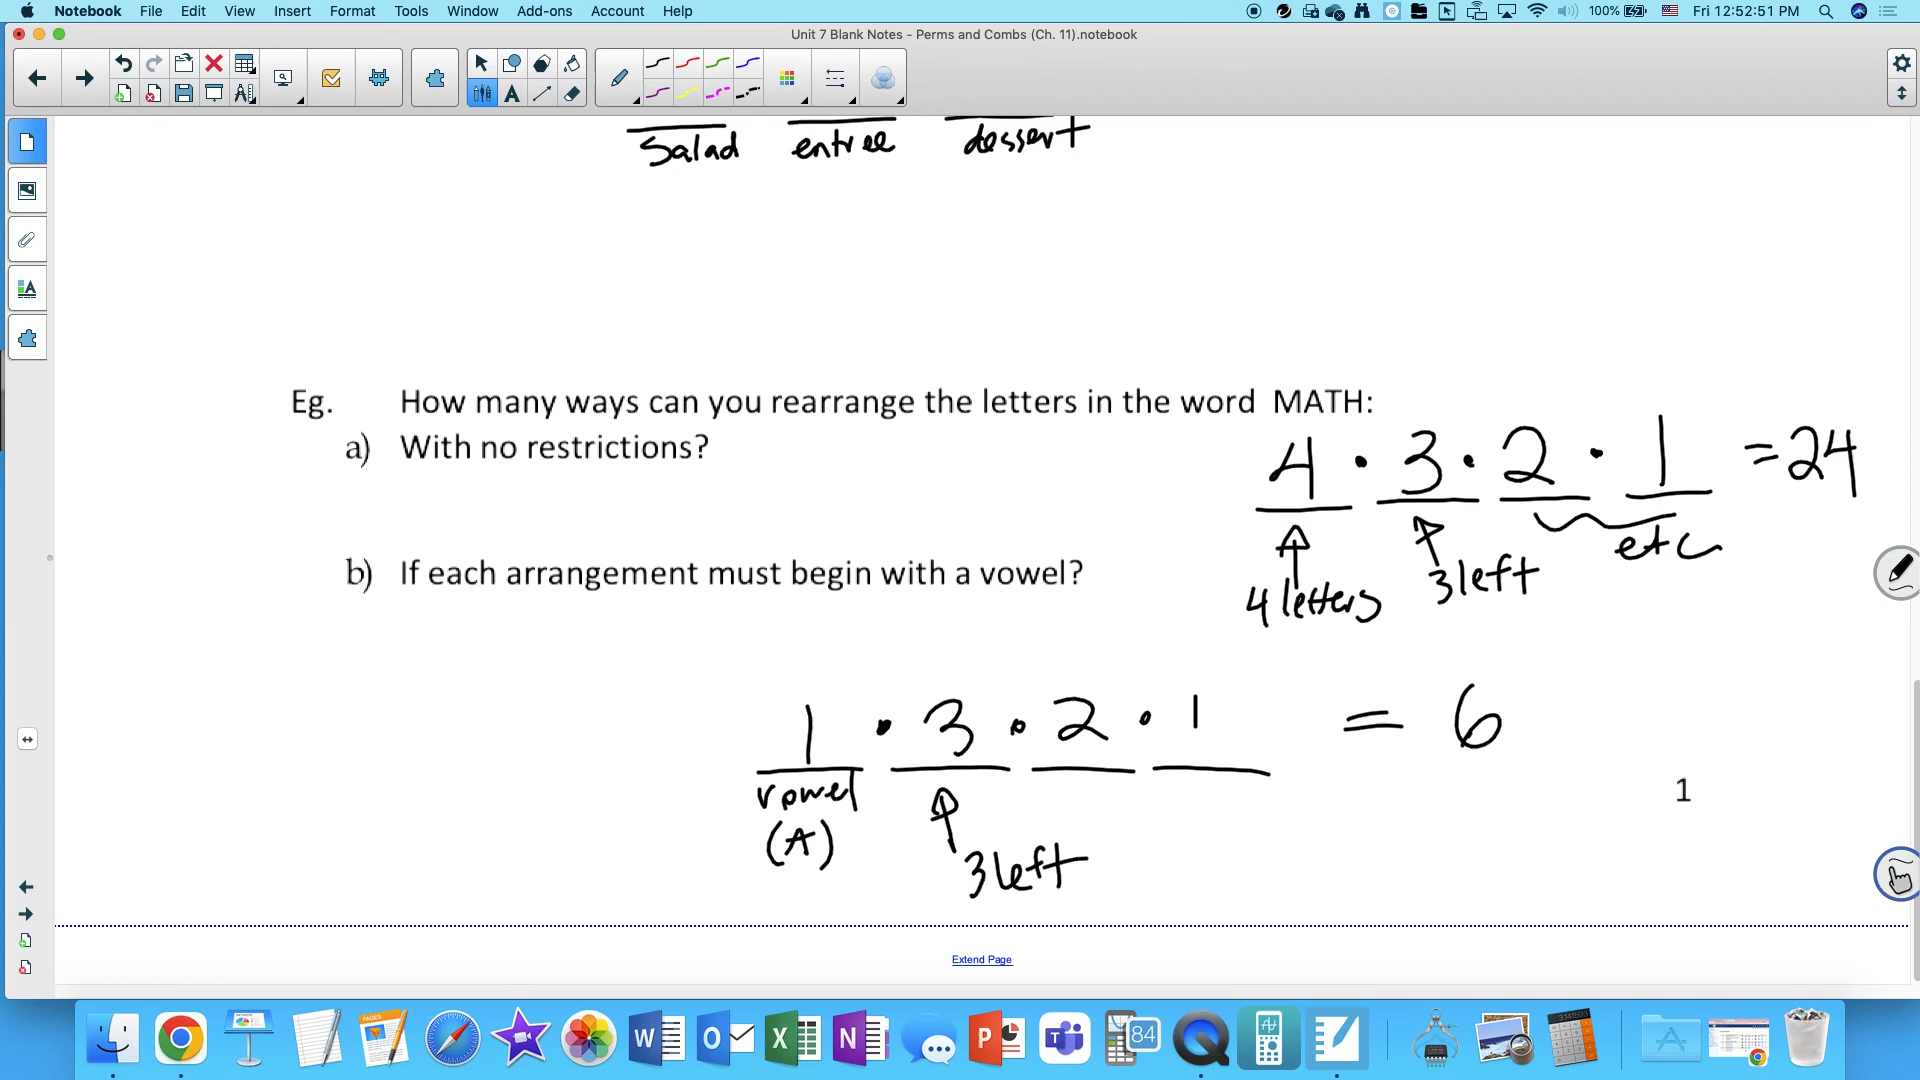 Notebook File Edit View Insert Format Tools Window Add-ons Account Help 100% Fri 12:52:51 PM
Unit 7 Blank Notes - Perms and Combs (Ch. 11).notebook
Salad entree dessert
Eg. How many ways can you rearrange the letters in the word MATH:
a) With no restrictions?
4 · 3 · 2 · 1 = 24
4 letters 3 left etc
b) If each arrangement must begin with a vowel?
1 · 3 · 2 · 1 = 6
vowel
(A)
3 left
1
Extend Page
84
3.141593